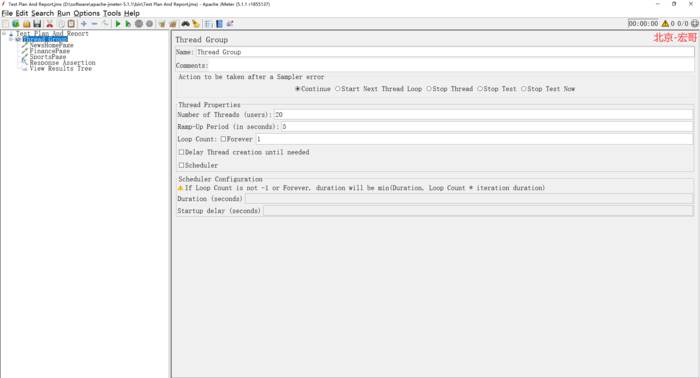 Test Plan And Report.jmx (D:\software\apache-jmeter-5.1.1\bin\Test Plan And Report.jmx) - Apache JMeter (5.1.1 r1855137)
File Edit Search Run Options Tools Help
00:00:00 0 0/0
北京-宏哥
Test Plan And Report
Thread Group
NewsHomePage
FinancePage
SportsPage
Response Assertion
View Results Tree
Thread Group
Name: Thread Group
Comments:
Action to be taken after a Sampler error
Continue Start Next Thread Loop Stop Thread Stop Test Stop Test Now
Thread Properties
Number of Threads (users): 20
Ramp-Up Period (in seconds): 5
Loop Count: Forever 1
Delay Thread creation until needed
Scheduler
Scheduler Configuration
If Loop Count is not -1 or Forever, duration will be min(Duration, Loop Count * iteration duration)
Duration (seconds)
Startup delay (seconds)